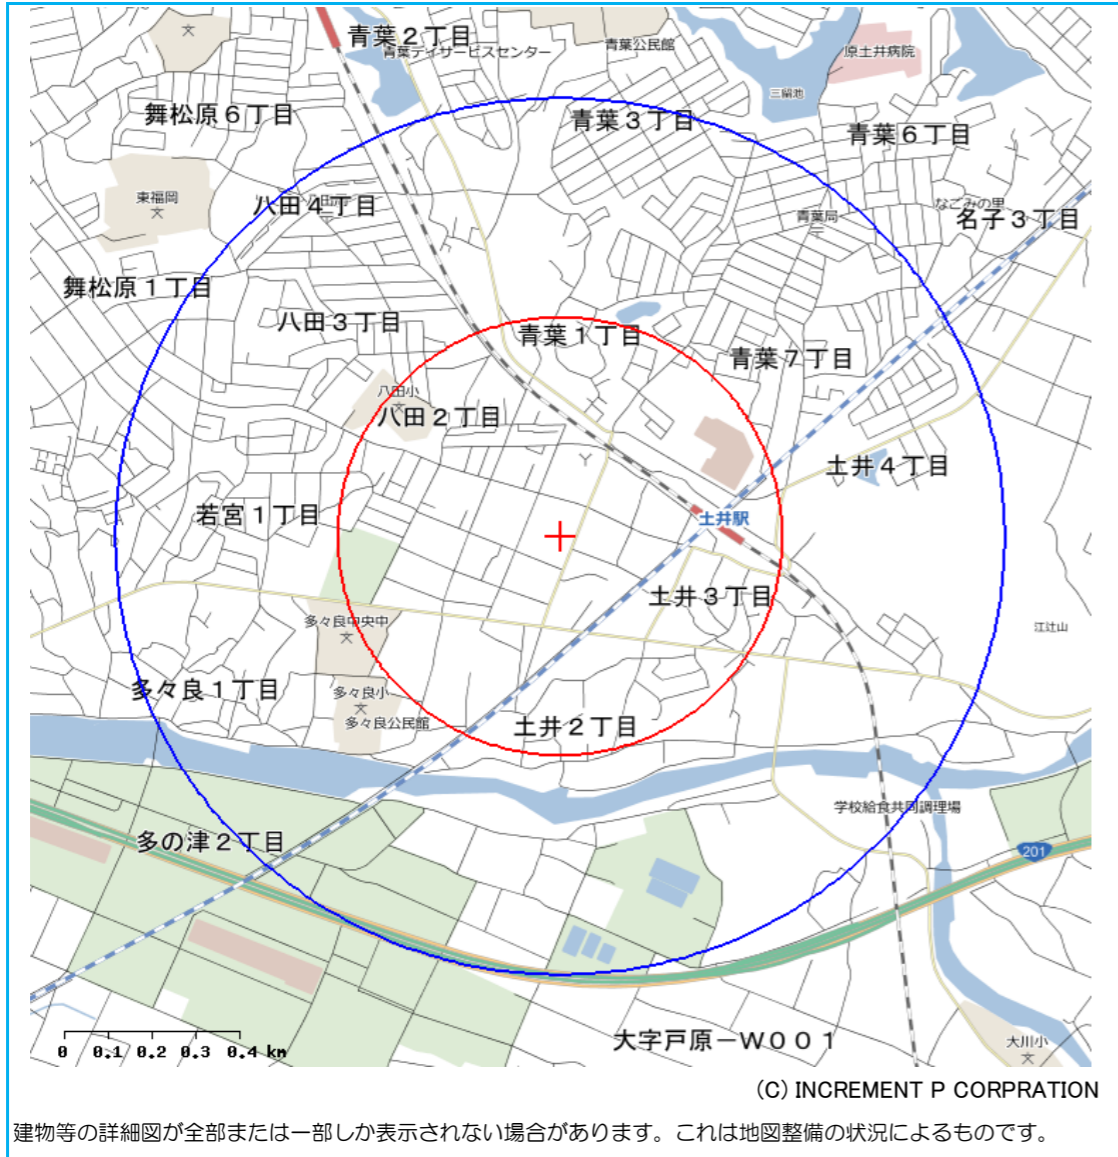 青葉２丁目
青葉デイサービスセンター
青葉公民館
原土井病院
三留池
舞松原６丁目
青葉３丁目
青葉６丁目
東福岡
八田４丁目
なごみの里
青葉局
名子３丁目
舞松原１丁目
八田３丁目
青葉１丁目
青葉７丁目
八田小
八田２丁目
土井４丁目
若宮１丁目
土井駅
土井３丁目
多々良中央中
江辻山
多々良１丁目
多々良小
多々良公民館
土井２丁目
学校給食共同調理場
多の津２丁目
201
大字戸原－Ｗ００１
大川小
0 0.1 0.2 0.3 0.4 km
(C) INCREMENT P CORPRATION
建物等の詳細図が全部または一部しか表示されない場合があります。これは地図整備の状況によるものです。